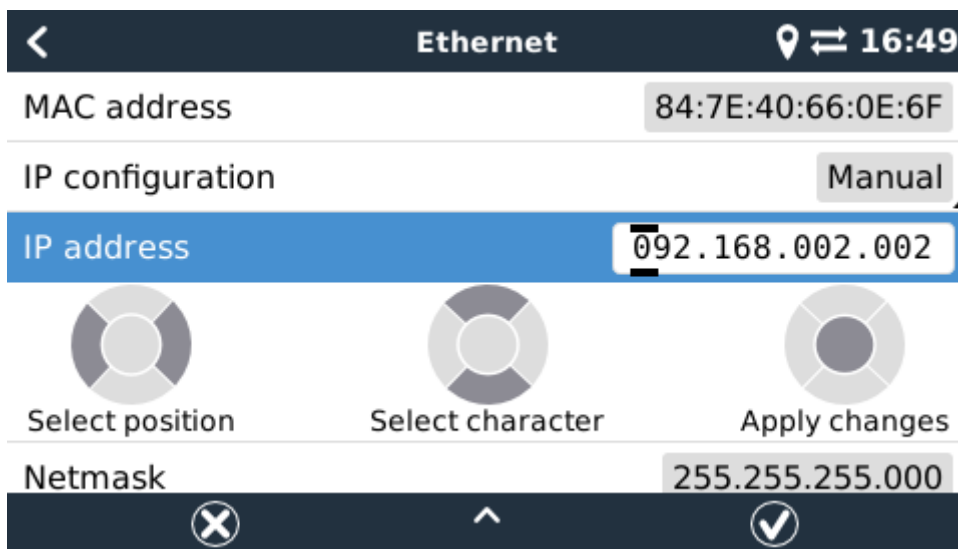 Ethernet 16:49
MAC address 84:7E:40:66:0E:6F
IP configuration Manual
IP address 092.168.002.002
Select position Select character Apply changes
Netmask 255.255.255.000